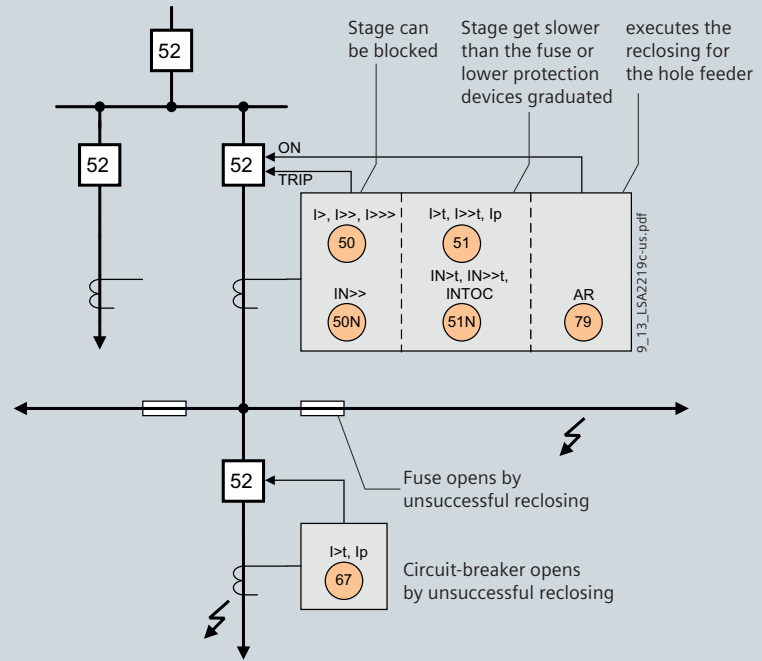 Stage can
be blocked
Stage get slower
than the fuse or
lower protection
devices graduated
executes the
reclosing for
the hole feeder
52
52
52
ON
TRIP
I>, I>>, I>>>
50
IN>>
50N
I>t, I>>t, Ip
51
IN>t, IN>>t,
INTOC
51N
AR
79
9_13_LSA2219c-us.pdf
52
Fuse opens by
unsuccessful reclosing
I>t, Ip
67
Circuit-breaker opens
by unsuccessful reclosing